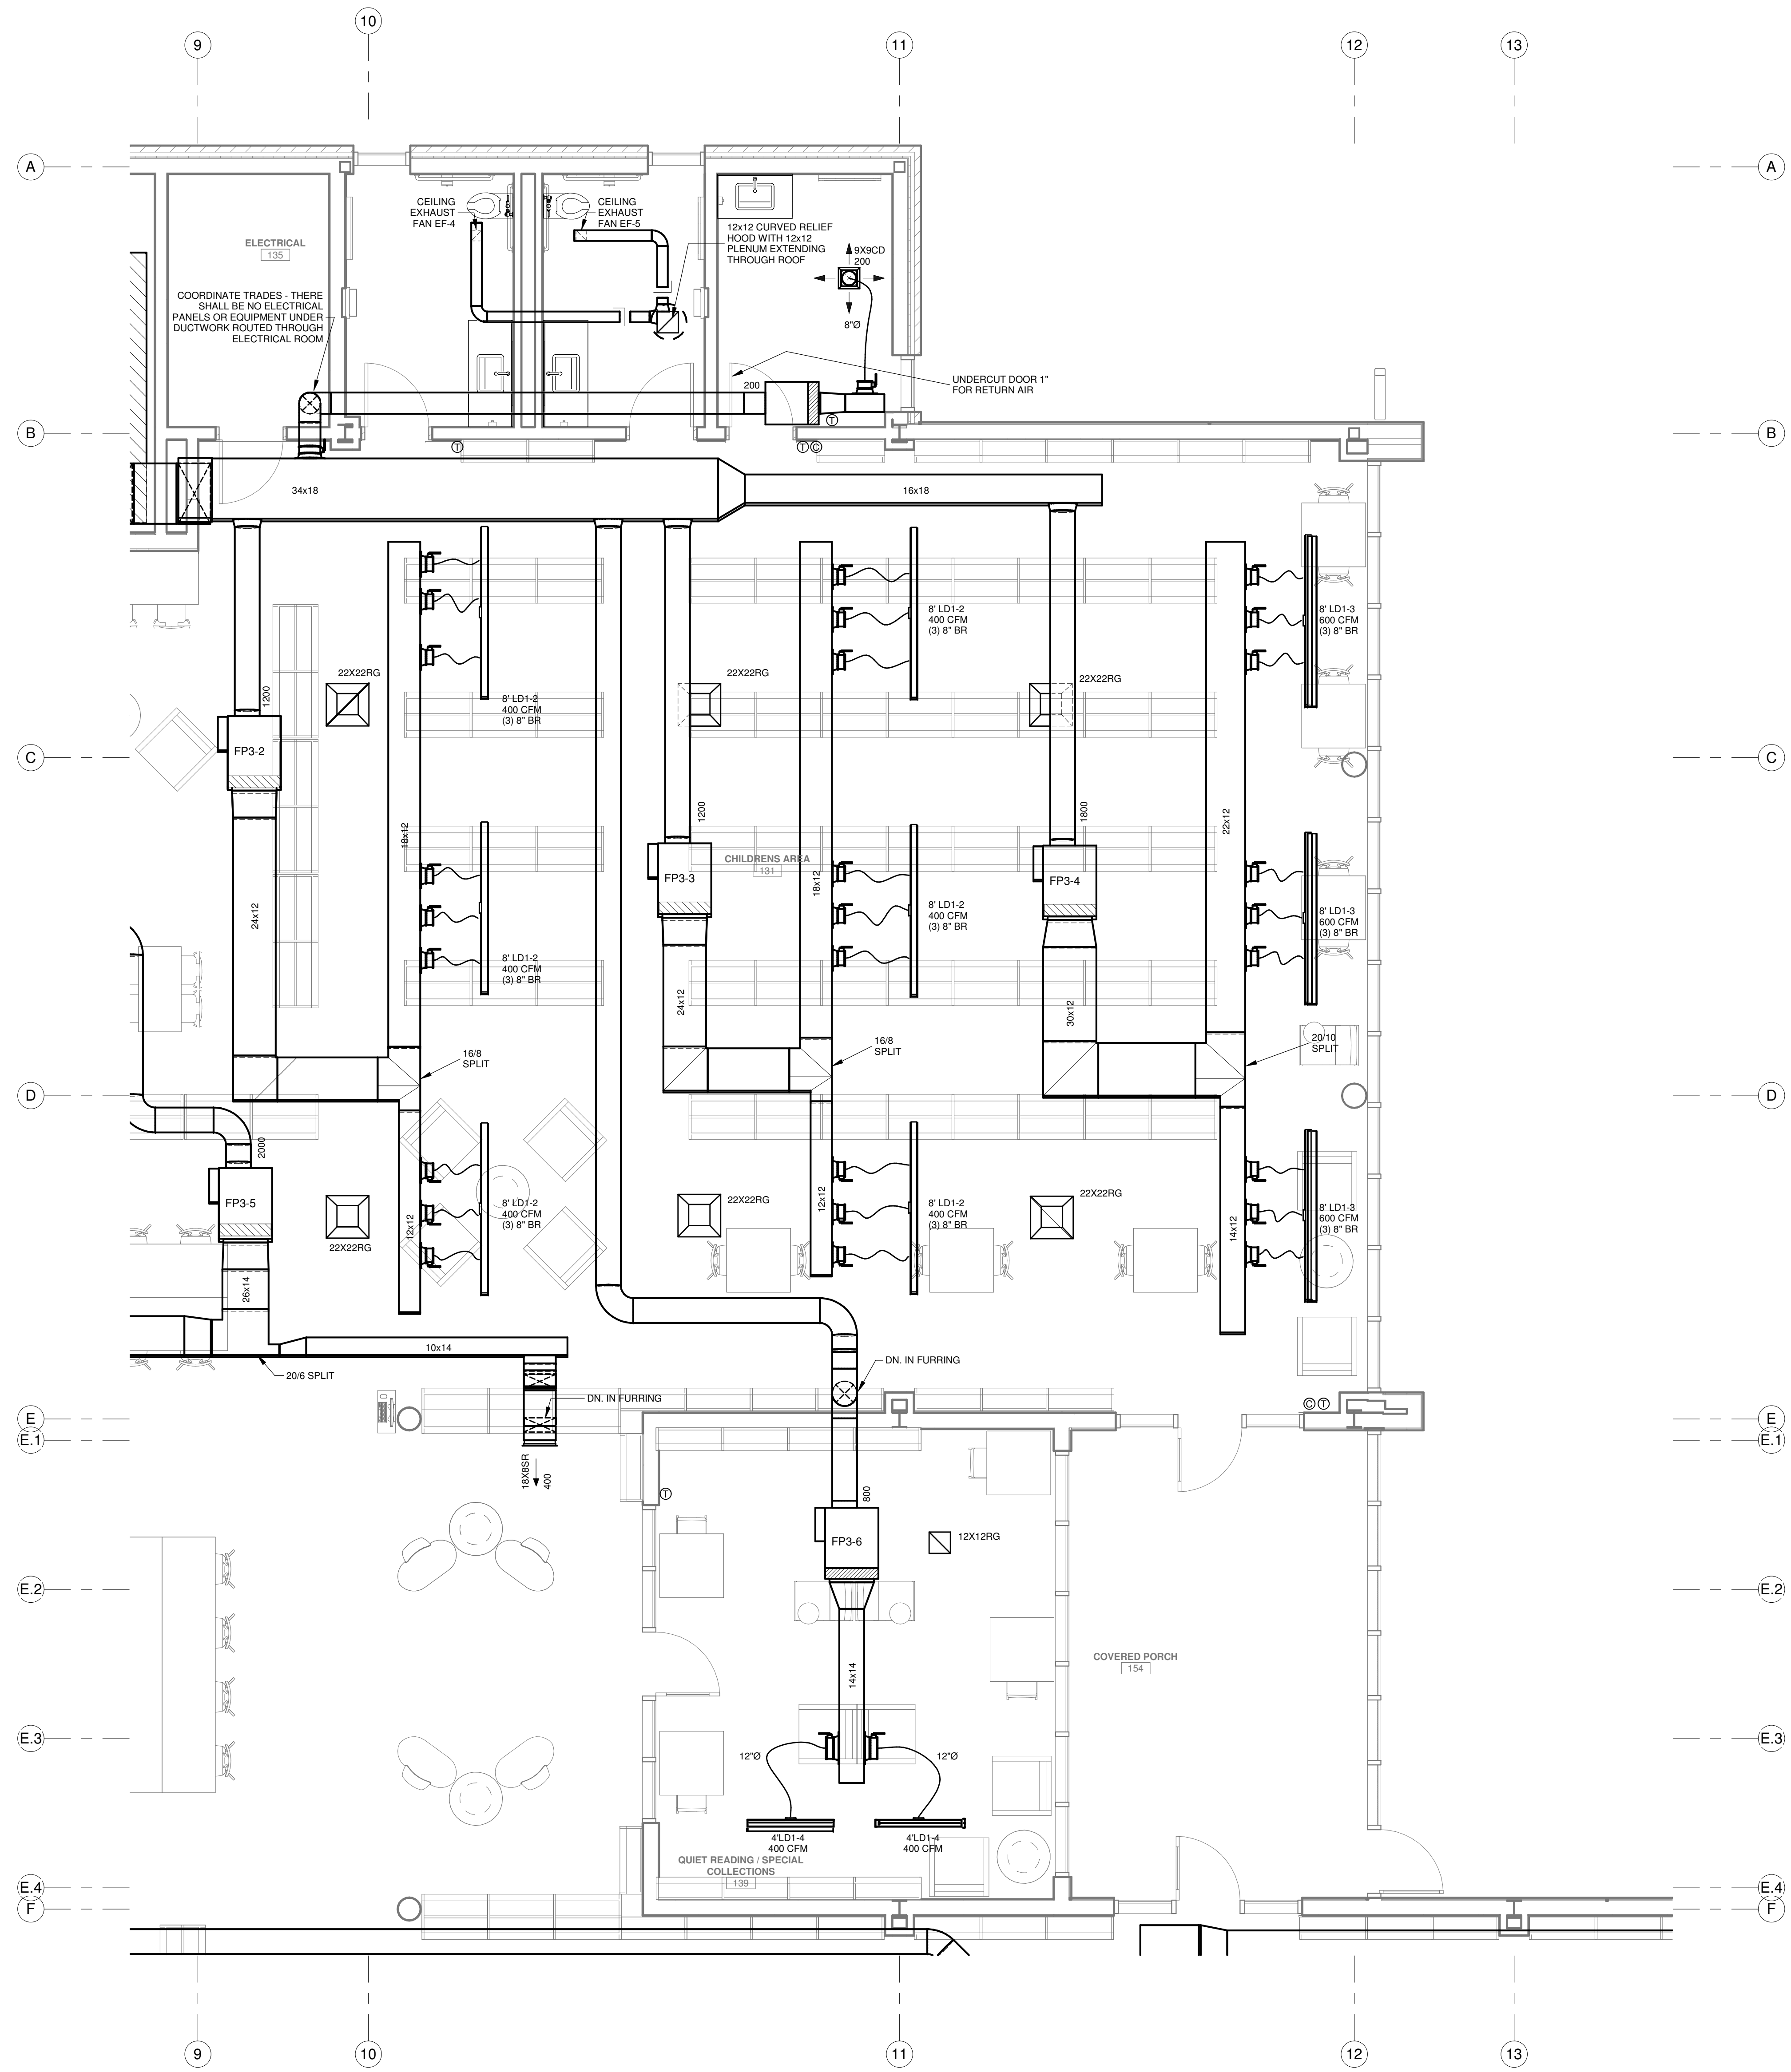 10
9
11
12
13
A
A
CEILING
EXHAUST
FAN EF-4
CEILING
EXHAUST
FAN EF-5
12x12 CURVED RELIEF
HOOD WITH 12x12
PLENUM EXTENDING
THROUGH ROOF
ELECTRICAL
135
9X9CD
200
COORDINATE TRADES - THERE
SHALL BE NO ELECTRICAL
PANELS OR EQUIPMENT UNDER
DUCTWORK ROUTED THROUGH
ELECTRICAL ROOM
8"Ø
UNDERCUT DOOR 1"
FOR RETURN AIR
200
T
B
B
T
T C
34x18
16x18
8' LD1-2
400 CFM
(3) 8" BR
8' LD1-3
600 CFM
(3) 8" BR
22X22RG
22X22RG
22X22RG
1200
8' LD1-2
400 CFM
(3) 8" BR
FP3-2
C
C
1200
1800
18x12
22x12
CHILDRENS AREA
131
FP3-3
FP3-4
18x12
24x12
8' LD1-2
400 CFM
(3) 8" BR
8' LD1-3
600 CFM
(3) 8" BR
8' LD1-2
400 CFM
(3) 8" BR
24x12
30x12
16/8
SPLIT
16/8
SPLIT
20/10
SPLIT
D
D
2000
FP3-5
22X22RG
22X22RG
22X22RG
8' LD1-2
400 CFM
(3) 8" BR
8' LD1-2
400 CFM
(3) 8" BR
8' LD1-3
600 CFM
(3) 8" BR
12x12
12x12
14x12
26x14
10x14
20/6 SPLIT
DN. IN FURRING
DN. IN FURRING
C T
E
E
E.1
E.1
18X8SR
400
T
800
FP3-6
12X12RG
E.2
E.2
COVERED PORCH
154
14x14
E.3
E.3
12"Ø
12"Ø
4'LD1-4
400 CFM
4'LD1-4
400 CFM
QUIET READING / SPECIAL
COLLECTIONS
139
E.4
E.4
F
F
9
10
11
12
13